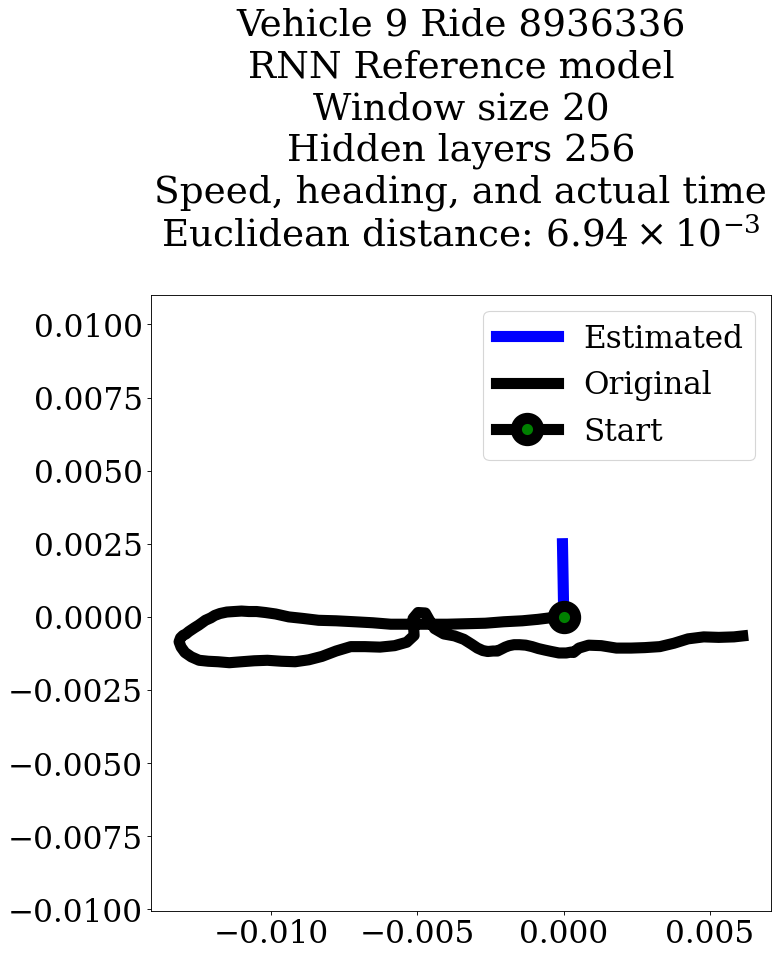 Vehicle 9 Ride 8936336
RNN Reference model
Window size 20
Hidden layers 256
Speed, heading, and actual time
Euclidean distance: 6.94 × 10⁻³
Estimated
Original
Start
0.0100
0.0075
0.0050
0.0025
0.0000
−0.0025
−0.0050
−0.0075
−0.0100
−0.010 −0.005 0.000 0.005